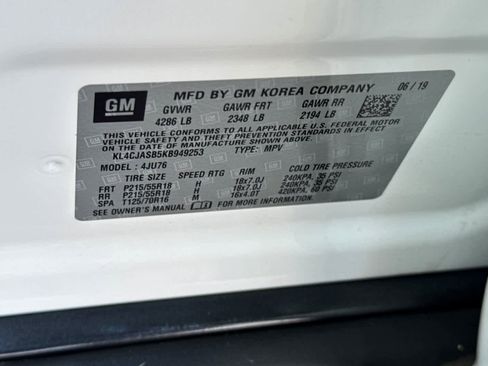 GM
MFD BY GM KOREA COMPANY 06/19
GVWR GAWR FRT GAWR RR
4286 LB 2348 LB 2194 LB
THIS VEHICLE CONFORMS TO ALL APPLICABLE U.S. FEDERAL MOTOR
VEHICLE SAFETY, BUMPER, AND THEFT PREVENTION STANDARDS IN
EFFECT ON THE DATE OF MANUFACTURE SHOWN ABOVE.
KL4CJASB5KB949253 TYPE: MPV
MODEL: 4JU76
TIRE SIZE SPEED RTG RIM COLD TIRE PRESSURE
FRT P215/55R18 H 18x7.0J 240KPA, 35 PSI
RR P215/55R18 H 18x7.0J 240KPA, 35 PSI
SPA T125/70R16 M 16x4.0T 420KPA, 60 PSI
SEE OWNER'S MANUAL FOR MORE INFORMATION